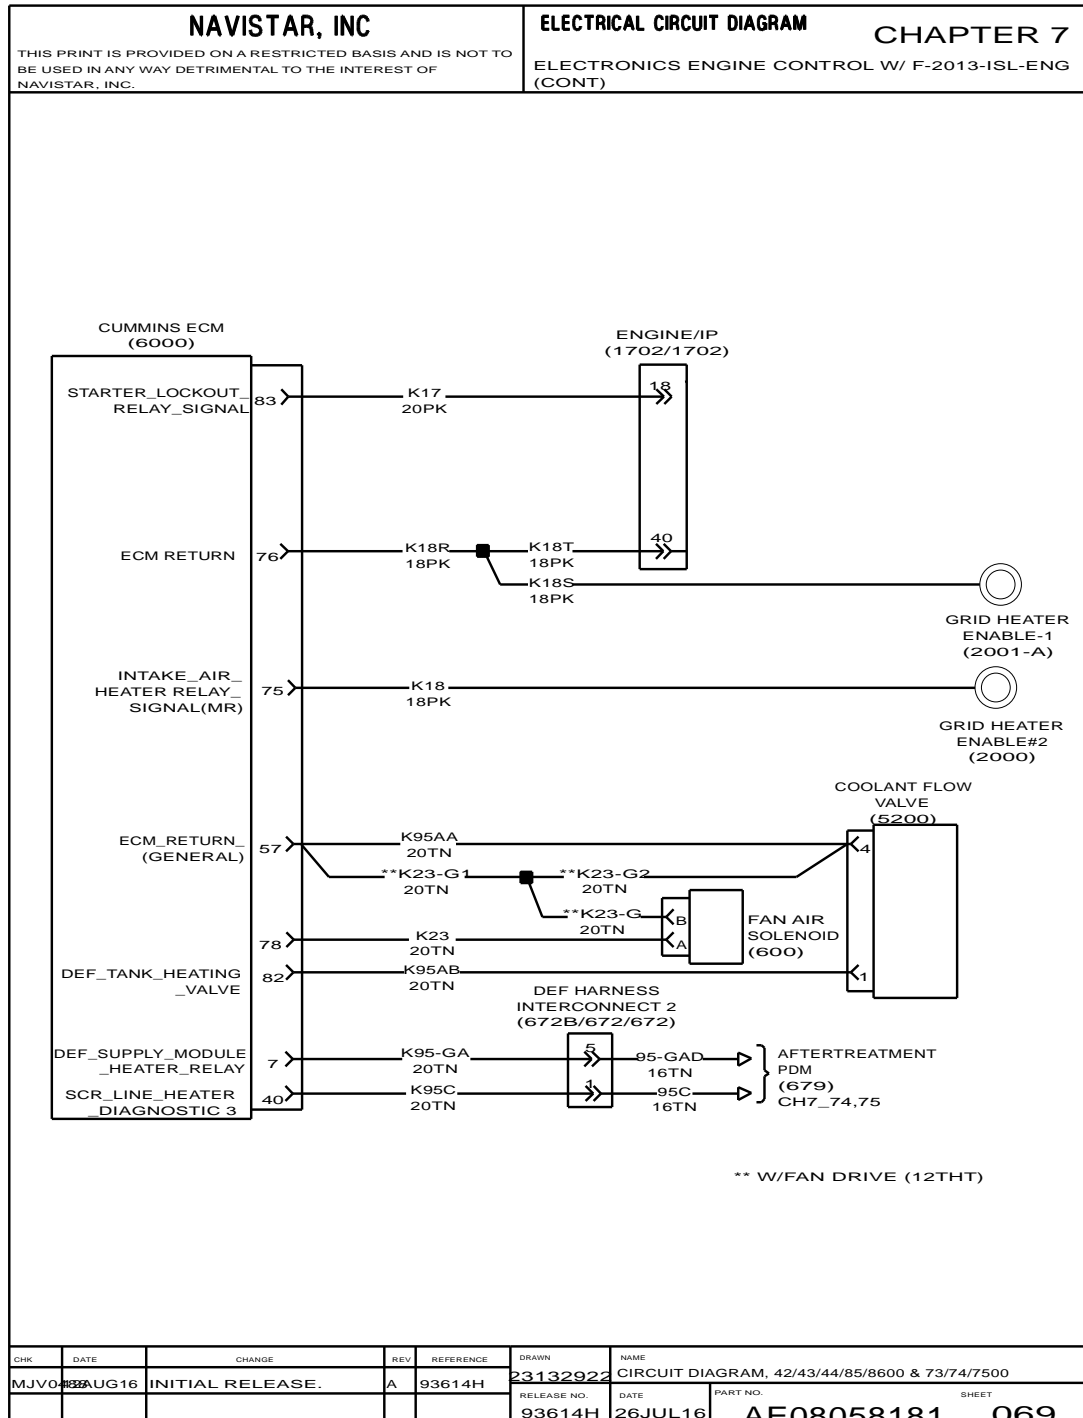 NAVISTAR, INC
THIS PRINT IS PROVIDED ON A RESTRICTED BASIS AND IS NOT TO
BE USED IN ANY WAY DETRIMENTAL TO THE INTEREST OF
NAVISTAR, INC.
ELECTRICAL CIRCUIT DIAGRAM
CHAPTER 7
ELECTRONICS ENGINE CONTROL W/ F-2013-ISL-ENG
(CONT)
CUMMINS ECM
(6000)
ENGINE/IP
(1702/1702)
STARTER_LOCKOUT_
RELAY_SIGNAL
83
K17
20PK
18
ECM RETURN
76
K18R
18PK
K18T
18PK
40
K18S
18PK
GRID HEATER
ENABLE-1
(2001-A)
INTAKE_AIR_
HEATER RELAY_
SIGNAL(MR)
75
K18
18PK
GRID HEATER
ENABLE#2
(2000)
COOLANT FLOW
VALVE
(5200)
ECM_RETURN_
(GENERAL)
57
K95AA
20TN
4
**K23-G1
20TN
**K23-G2
20TN
**K23-G
20TN
B
A
FAN AIR
SOLENOID
(600)
78
K23
20TN
DEF_TANK_HEATING
_VALVE
82
K95AB
20TN
1
DEF HARNESS
INTERCONNECT 2
(672B/672/672)
DEF_SUPPLY_MODULE
_HEATER_RELAY
7
K95-GA
20TN
5
95-GAD
16TN
SCR_LINE_HEATER
_DIAGNOSTIC 3
40
K95C
20TN
1
95C
16TN
AFTERTREATMENT
PDM
(679)
CH7_74,75
** W/FAN DRIVE (12THT)
CHK
DATE
CHANGE
REV
REFERENCE
DRAWN
NAME
INITIAL RELEASE.
A
93614H
23132922
CIRCUIT DIAGRAM, 42/43/44/85/8600 & 73/74/7500
RELEASE NO.
DATE
PART NO.
SHEET
93614H
26JUL16
AE08058181
069